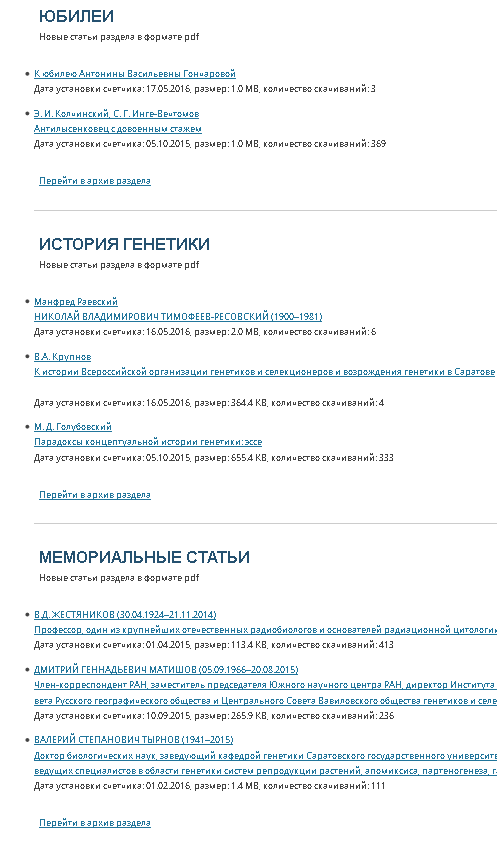 ЮБИЛЕИ
Новые статьи раздела в формате pdf
К юбилею Антонины Васильевны Гончаровой
Дата установки счетчика: 17.05.2016, размер: 1.0 MB, количество скачиваний: 3
Э. И. Колчинский, С. Г. Инге-Вечтомов
Антилысенковец с довоенным стажем
Дата установки счетчика: 05.10.2015, размер: 1.0 MB, количество скачиваний: 369
Перейти в архив раздела
ИСТОРИЯ ГЕНЕТИКИ
Новые статьи раздела в формате pdf
Манфред Раевский
НИКОЛАЙ ВЛАДИМИРОВИЧ ТИМОФЕЕВ-РЕСОВСКИЙ (1900–1981)
Дата установки счетчика: 16.05.2016, размер: 2.0 MB, количество скачиваний: 6
В.А. Крупнов
К истории Всероссийской организации генетиков и селекционеров и возрождения генетики в Саратове
Дата установки счетчика: 16.05.2016, размер: 364.4 KB, количество скачиваний: 4
М. Д. Голубовский
Парадоксы концептуальной истории генетики: эссе
Дата установки счетчика: 05.10.2015, размер: 655.4 KB, количество скачиваний: 333
Перейти в архив раздела
МЕМОРИАЛЬНЫЕ СТАТЬИ
Новые статьи раздела в формате pdf
В.Д. ЖЕСТЯНИКОВ (30.04.1924–21.11.2014)
Профессор, один из крупнейших отечественных радиобиологов и основателей радиационной цитологии
Дата установки счетчика: 01.04.2015, размер: 113.4 KB, количество скачиваний: 413
ДМИТРИЙ ГЕННАДЬЕВИЧ МАТИШОВ (05.09.1966–20.08.2015)
Член-корреспондент РАН, заместитель председателя Южного научного центра РАН, директор Института
вета Русского географического общества и Центрального Совета Вавиловского общества генетиков и селе
Дата установки счетчика: 10.09.2015, размер: 265.9 KB, количество скачиваний: 236
ВАЛЕРИЙ СТЕПАНОВИЧ ТЫРНОВ (1941–2015)
Доктор биологических наук, заведующий кафедрой генетики Саратовского государственного университе
ведущих специалистов в области генетики систем репродукции растений, апомиксиса, партеногенеза, г
Дата установки счетчика: 01.02.2016, размер: 1.4 MB, количество скачиваний: 111
Перейти в архив раздела